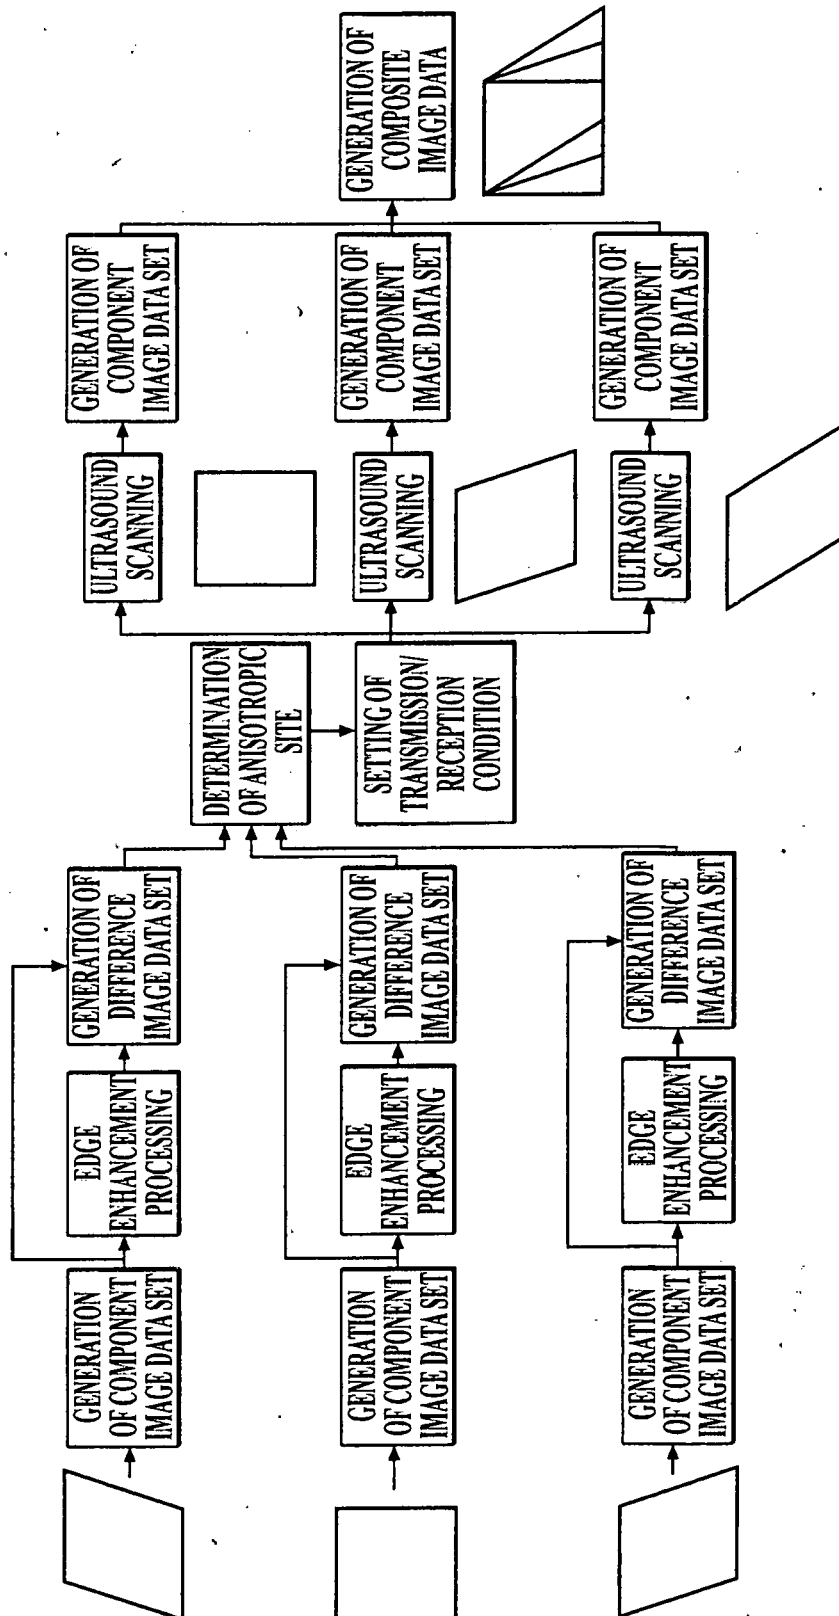 GENERATION
OF COMPONENT
IMAGE DATA SET
EDGE
ENHANCEMENT
PROCESSING
GENERATION OF
DIFFERENCE
IMAGE DATA SET
GENERATION
OF COMPONENT
IMAGE DATA SET
EDGE
ENHANCEMENT
PROCESSING
GENERATION OF
DIFFERENCE
IMAGE DATA SET
GENERATION
OF COMPONENT
IMAGE DATA SET
EDGE
ENHANCEMENT
PROCESSING
GENERATION OF
DIFFERENCE
IMAGE DATA SET
DETERMINATION
OF ANISOTROPIC
SITE
SETTING OF
TRANSMISSION/
RECEPTION
CONDITION
ULTRASOUND
SCANNING
GENERATION OF
COMPONENT
IMAGE DATA SET
ULTRASOUND
SCANNING
GENERATION OF
COMPONENT
IMAGE DATA SET
ULTRASOUND
SCANNING
GENERATION OF
COMPONENT
IMAGE DATA SET
GENERATION OF
COMPOSITE
IMAGE DATA